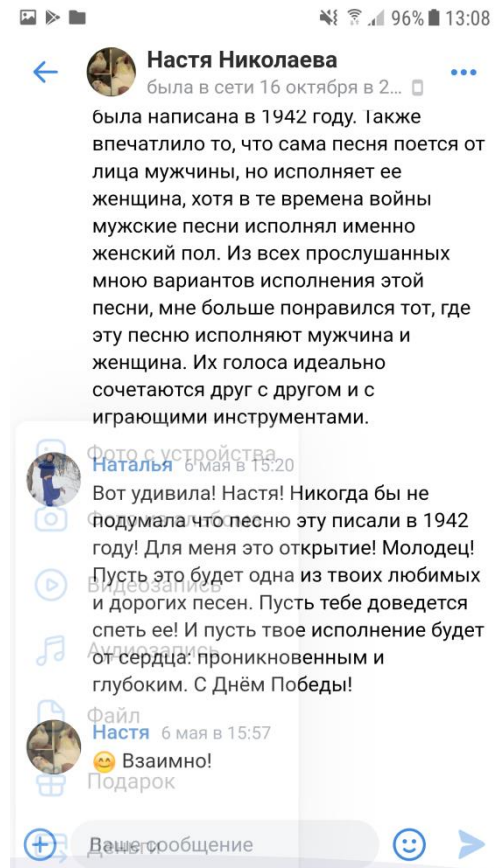 96% 13:08
Настя Николаева
была в сети 16 октября в 2...
была написана в 1942 году. Также
впечатлило то, что сама песня поется от
лица мужчины, но исполняет ее
женщина, хотя в те времена войны
мужские песни исполнял именно
женский пол. Из всех прослушанных
мною вариантов исполнения этой
песни, мне больше понравился тот, где
эту песню исполняют мужчина и
женщина. Их голоса идеально
сочетаются друг с другом и с
играющими инструментами.
Фото с устройства
Наталья 6 мая в 15:20
Вот удивила! Настя! Никогда бы не
подумала что песню эту писали в 1942
году! Для меня это открытие! Молодец!
Пусть это будет одна из твоих любимых
Видеозапись
и дорогих песен. Пусть тебе доведется
спеть ее! И пусть твое исполнение будет
Аудиозапись
от сердца: проникновенным и
глубоким. С Днём Победы!
Файл
Настя 6 мая в 15:57
😊 Взаимно!
Подарок
Деньги
Ваше сообщение